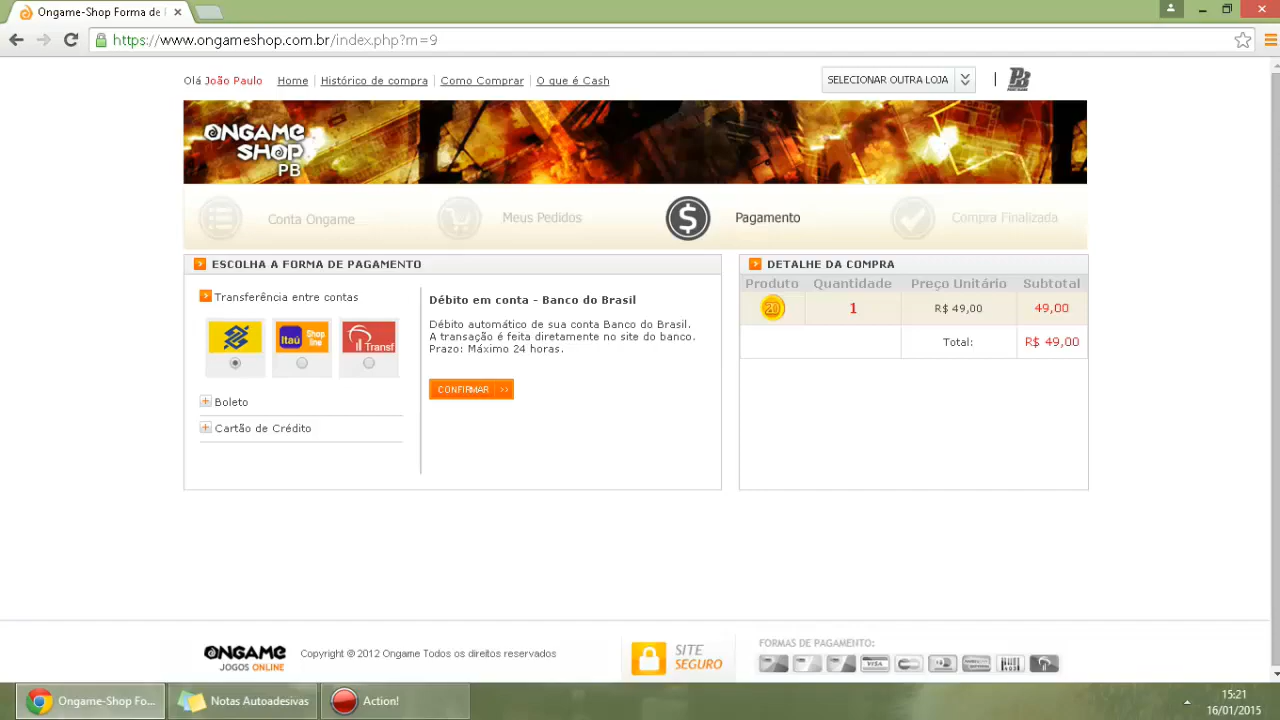 Ongame-Shop Forma de
https://www.ongameshop.com.br/index.php?m=9
Olá João Paulo Home Histórico de compra Como Comprar O que é Cash
SELECIONAR OUTRA LOJA
PB
ONGAME
SHOP
PB
Conta Ongame
Meus Pedidos
$
Pagamento
Compra Finalizada
ESCOLHA A FORMA DE PAGAMENTO
Transferência entre contas
Itaú Shop line
Transf
Boleto
Cartão de Crédito
Débito em conta - Banco do Brasil
Débito automático de sua conta Banco do Brasil.
A transação é feita diretamente no site do banco.
Prazo: Máximo 24 horas.
CONFIRMAR >>
DETALHE DA COMPRA
Produto Quantidade Preço Unitário Subtotal
20 1 R$ 49,00 49,00
Total: R$ 49,00
ONGAME
JOGOS ONLINE
Copyright © 2012 Ongame Todos os direitos reservados
SITE
SEGURO
FORMAS DE PAGAMENTO:
VISA
Ongame-Shop Fo...
Notas Autoadesivas
Action!
15:21
16/01/2015